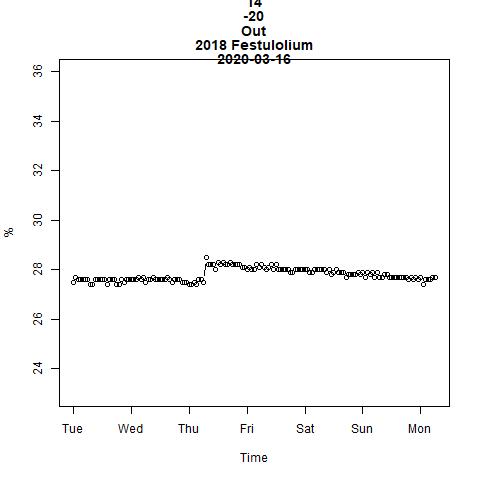 14
-20
Out
2018 Festulolium
2020-03-16
36
34
32
30
28
26
24
%
Tue Wed Thu Fri Sat Sun Mon
Time